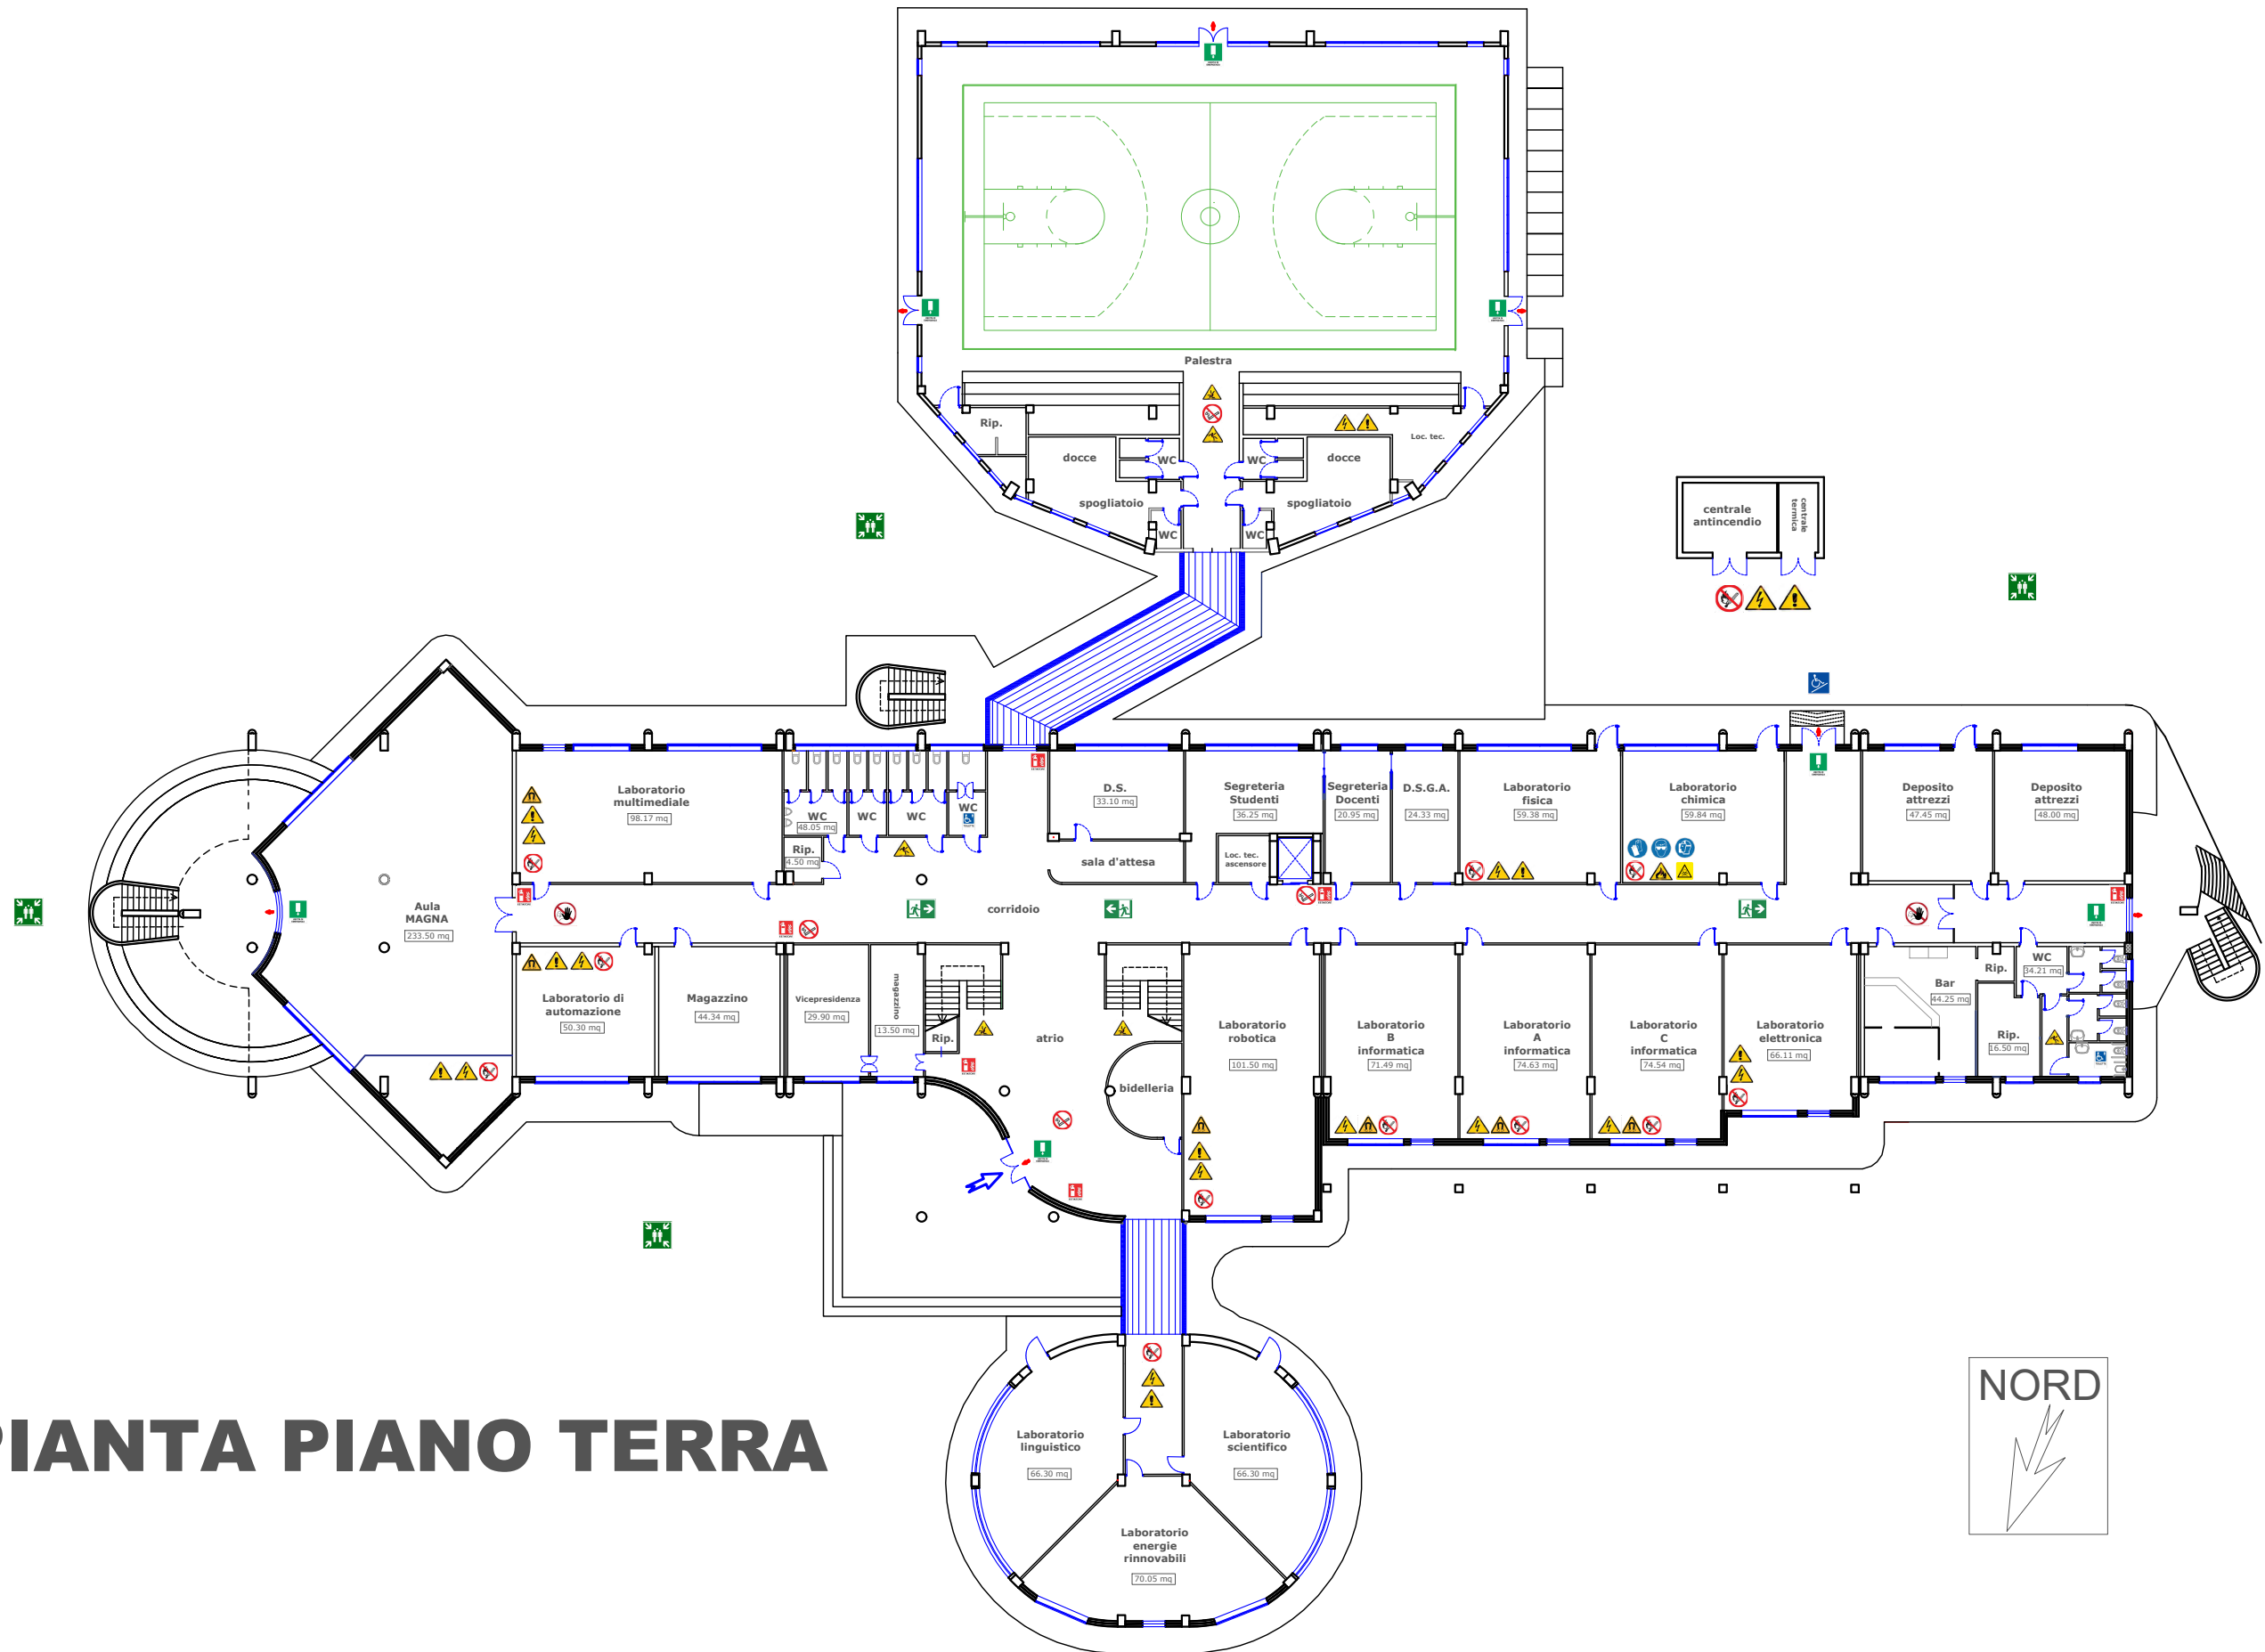 Palestra
Rip.
Loc. tec.
docce
WC
WC
docce
spogliatoio
spogliatoio
WC
WC
centrale
antincendio
centrale
termica
Laboratorio
multimediale
98.17 mq
WC
48.05 mq
WC
WC
WC
Rip.
4.50 mq
D.S.
33.10 mq
sala d'attesa
Segreteria
Studenti
36.25 mq
Loc. tec.
ascensore
Segreteria
Docenti
20.95 mq
D.S.G.A.
24.33 mq
Laboratorio
fisica
59.38 mq
Laboratorio
chimica
59.84 mq
Deposito
attrezzi
47.45 mq
Deposito
attrezzi
48.00 mq
Aula
MAGNA
233.50 mq
corridoio
Laboratorio di
automazione
50.30 mq
Magazzino
44.34 mq
Vicepresidenza
29.90 mq
magazzino
13.50 mq
Rip.
atrio
bidelleria
Laboratorio
robotica
101.50 mq
Laboratorio
B
informatica
71.49 mq
Laboratorio
A
informatica
74.63 mq
Laboratorio
C
informatica
74.54 mq
Laboratorio
elettronica
66.11 mq
Bar
44.25 mq
Rip.
WC
34.21 mq
Rip.
16.50 mq
Laboratorio
linguistico
66.30 mq
Laboratorio
scientifico
66.30 mq
Laboratorio
energie
rinnovabili
70.05 mq
PIANTA PIANO TERRA
NORD